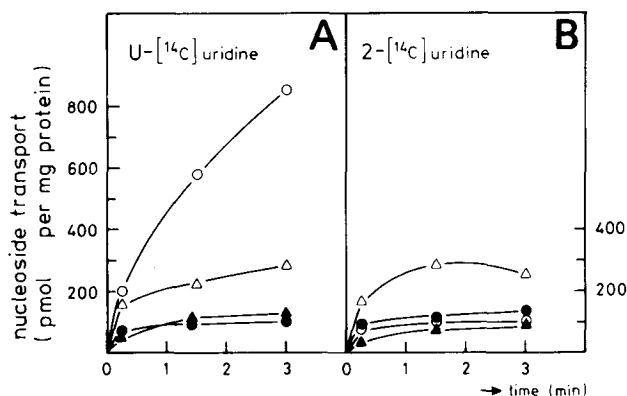 A
B
U-[¹⁴C] uridine
2-[¹⁴C] uridine
nucleoside transport
(pmol per mg protein)
800
600
400
200
400
200
0 1 2 3
0 1 2 3
→ time (min)